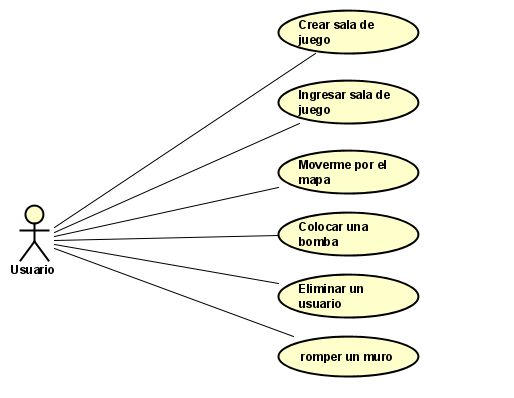 Crear sala de
juego
Ingresar sala de
juego
Moverme por el
mapa
Colocar una
bomba
Usuario
Eliminar un
usuario
romper un muro